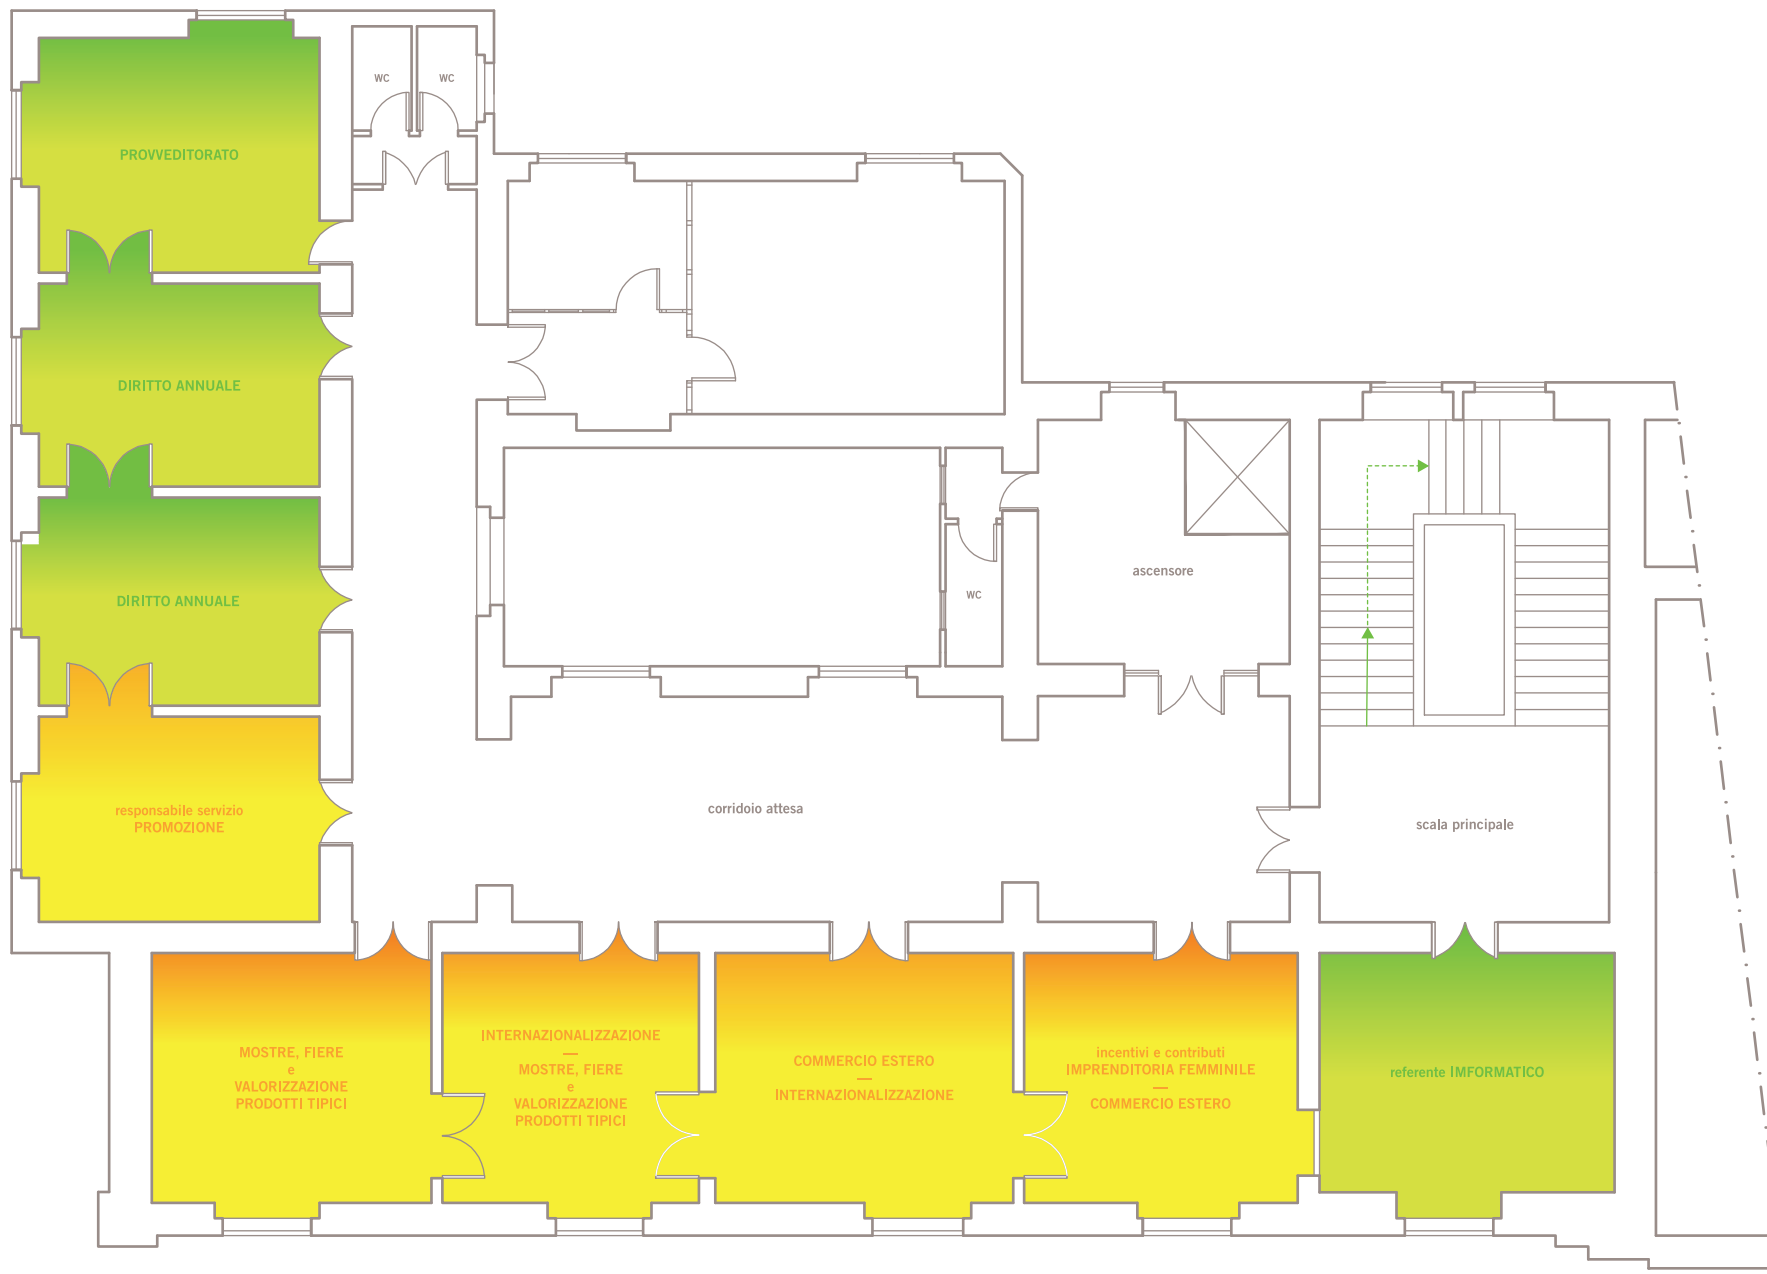 WC
WC
PROVVEDITORATO
DIRITTO ANNUALE
DIRITTO ANNUALE
ascensore
WC
responsabile servizio
PROMOZIONE
corridoio attesa
scala principale
MOSTRE, FIERE
e
VALORIZZAZIONE
PRODOTTI TIPICI
INTERNAZIONALIZZAZIONE
—
MOSTRE, FIERE
e
VALORIZZAZIONE
PRODOTTI TIPICI
COMMERCIO ESTERO
—
INTERNAZIONALIZZAZIONE
incentivi e contributi
IMPRENDITORIA FEMMINILE
—
COMMERCIO ESTERO
referente IMFORMATICO